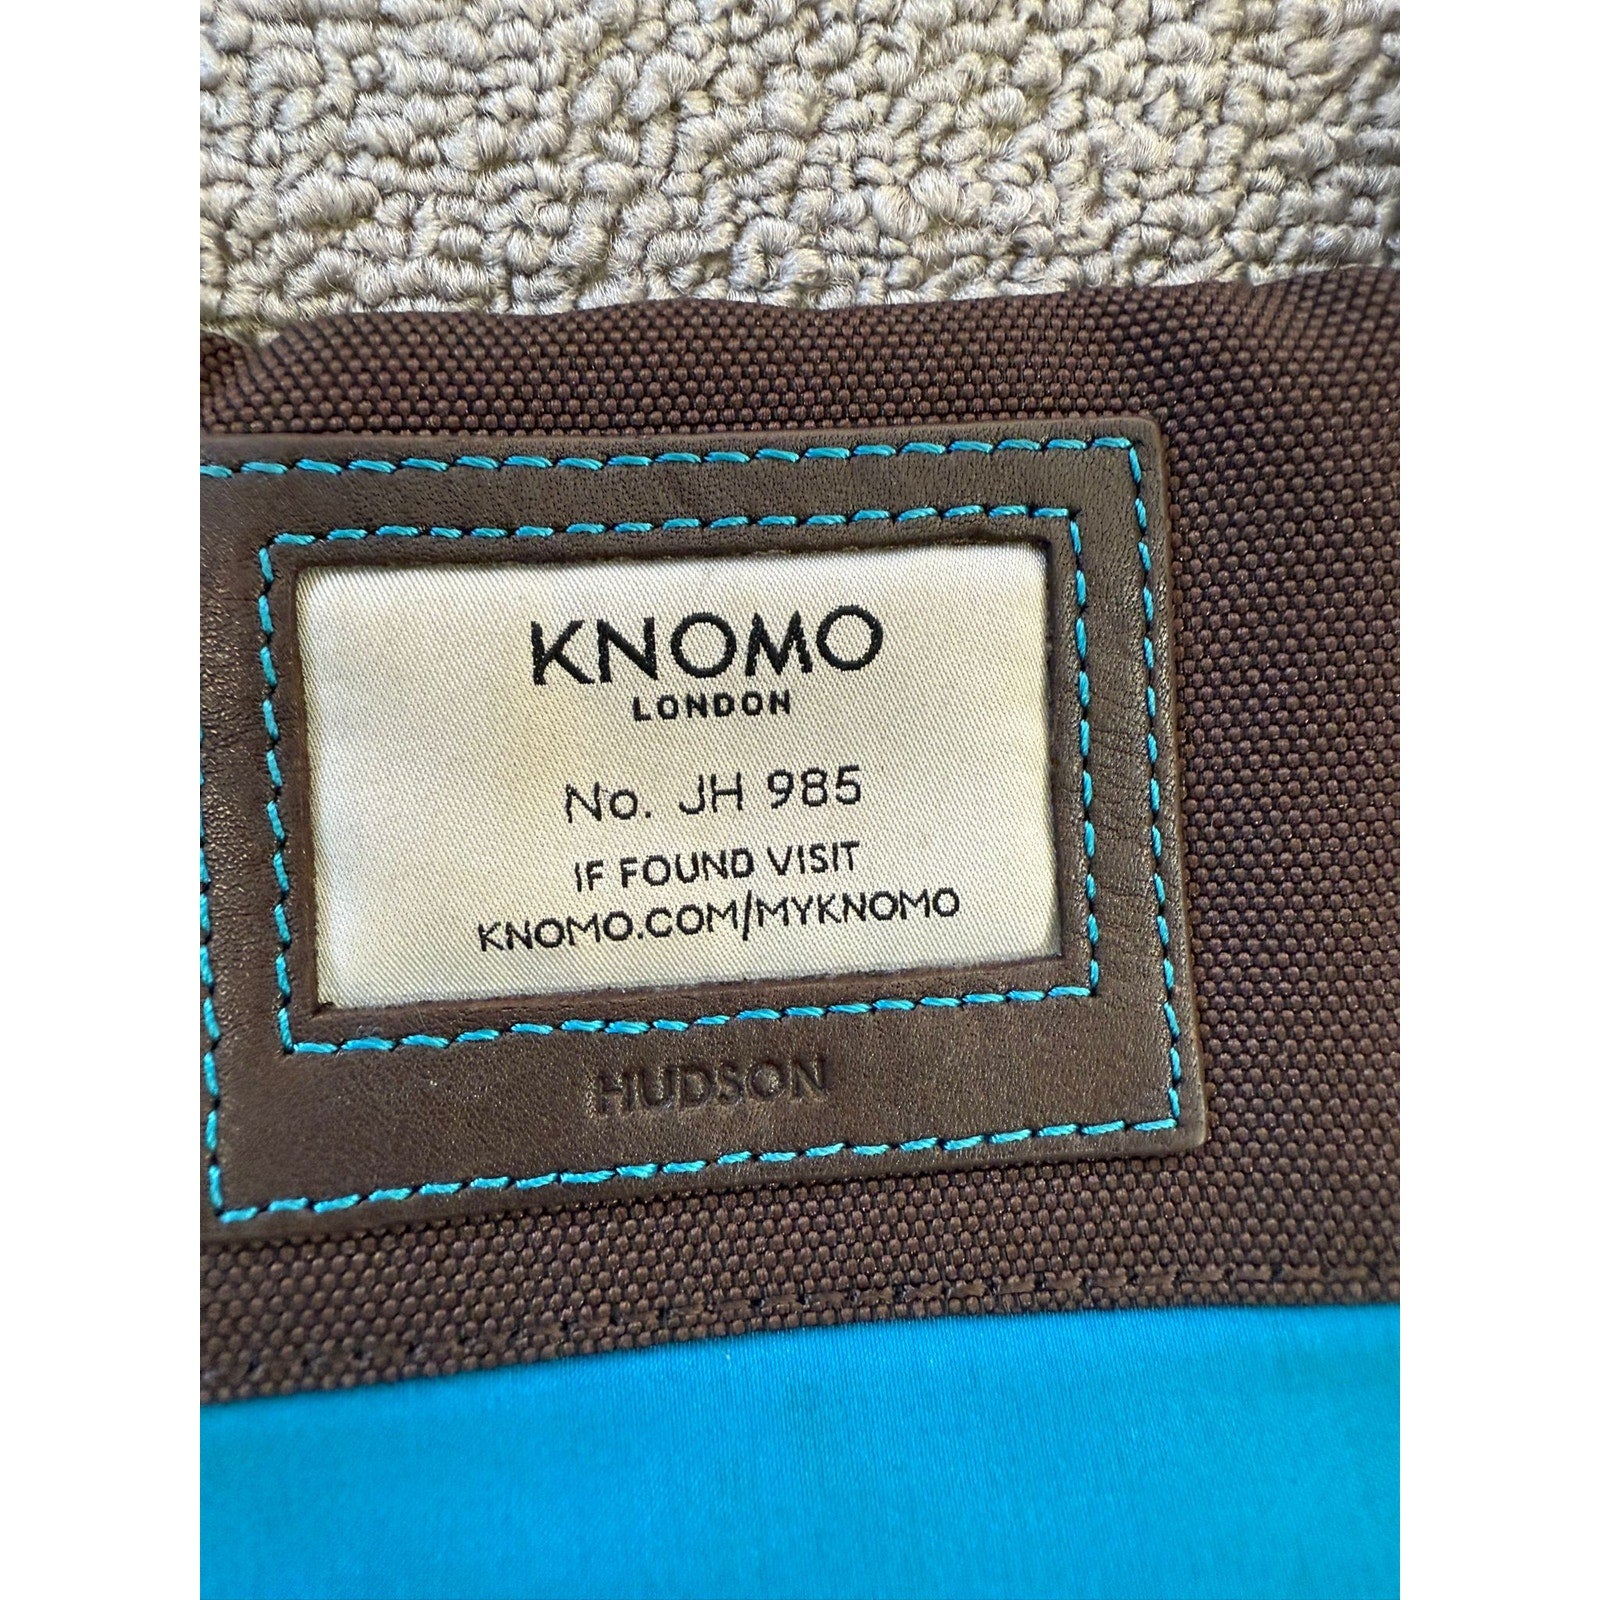 KNOMO
LONDON
No. JH 985
IF FOUND VISIT
KNOMO.COM/MYKNOMO
HUDSON